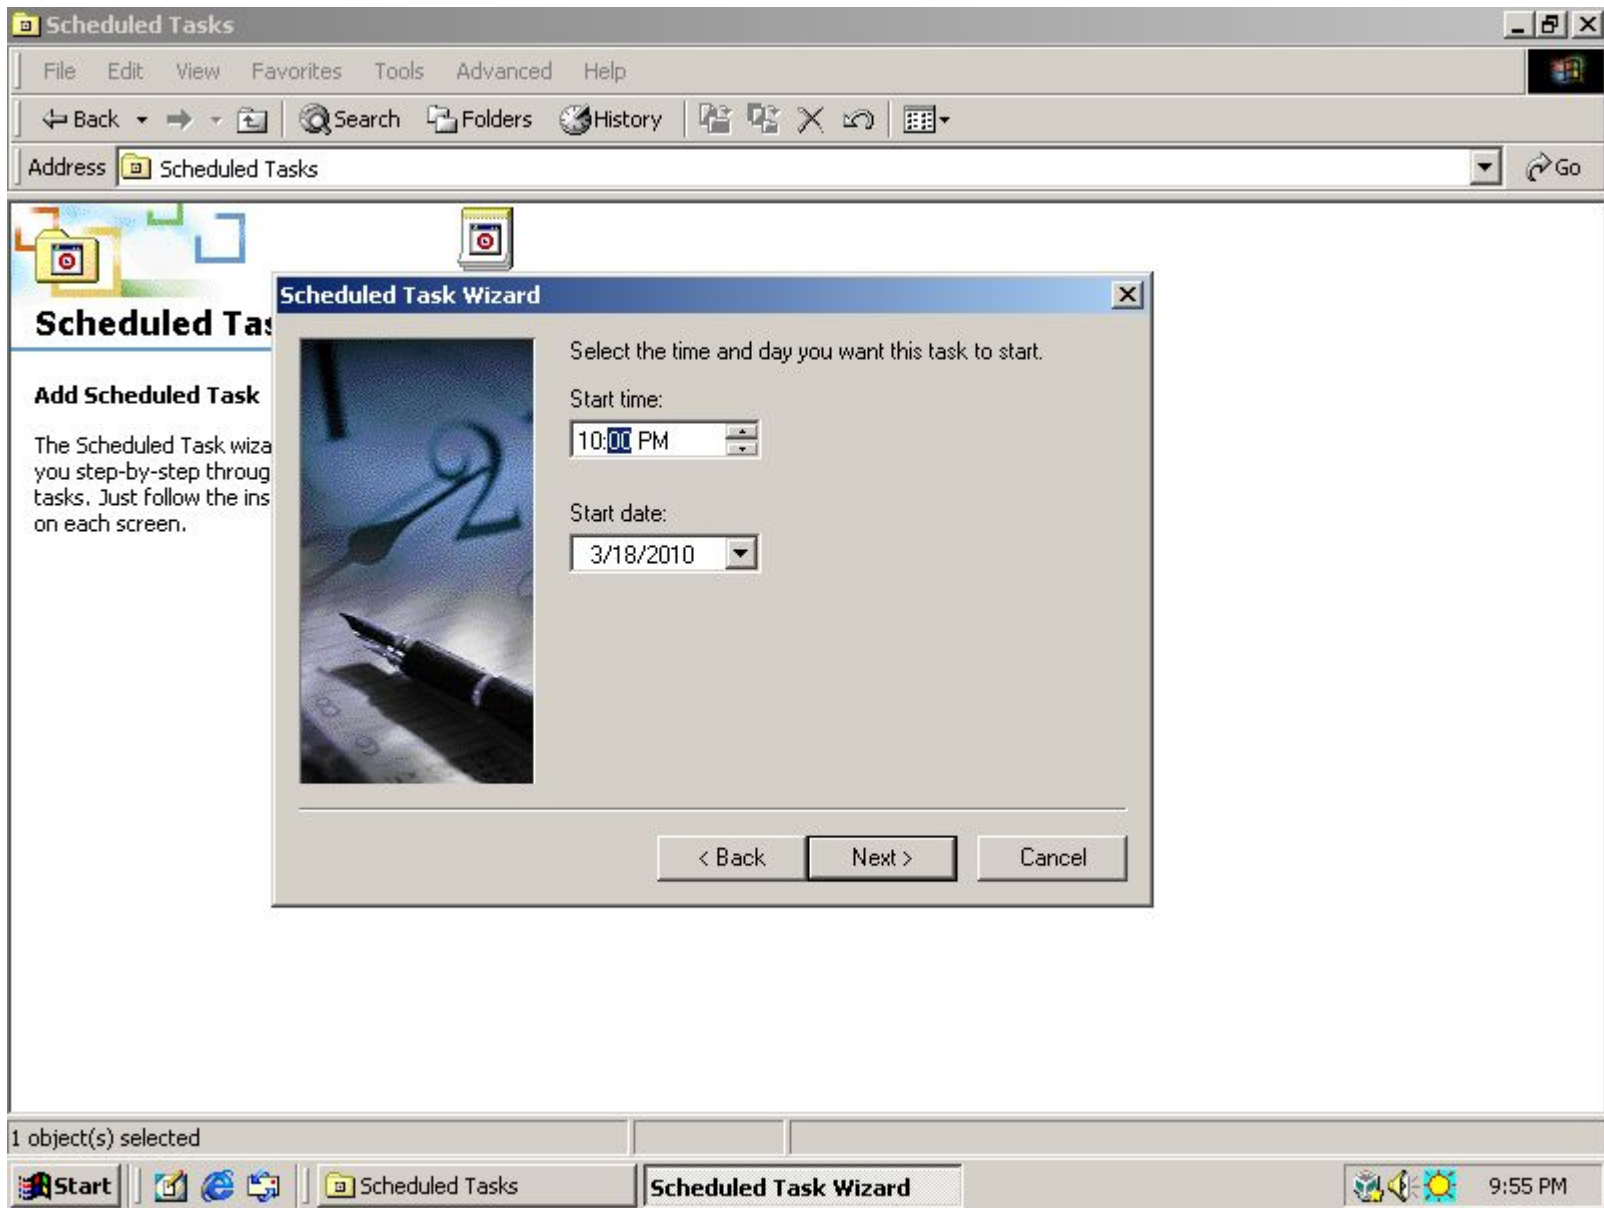 Scheduled Tasks
File Edit View Favorites Tools Advanced Help
Back Search Folders History
Address Scheduled Tasks Go
Scheduled Tas
Add Scheduled Task
The Scheduled Task wiza
you step-by-step throug
tasks. Just follow the ins
on each screen.
Scheduled Task Wizard
Select the time and day you want this task to start.
Start time:
10:00 PM
Start date:
3/18/2010
< Back Next > Cancel
1 object(s) selected
Start Scheduled Tasks Scheduled Task Wizard 9:55 PM